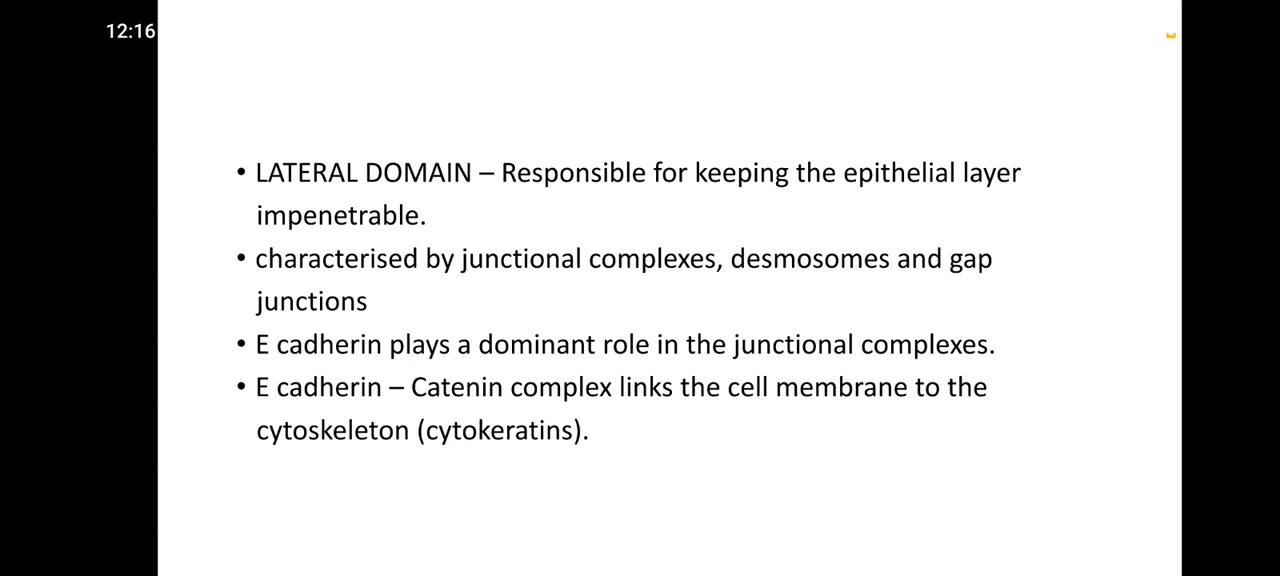 12:16
• LATERAL DOMAIN – Responsible for keeping the epithelial layer
impenetrable.
• characterised by junctional complexes, desmosomes and gap
junctions
• E cadherin plays a dominant role in the junctional complexes.
• E cadherin – Catenin complex links the cell membrane to the
cytoskeleton (cytokeratins).